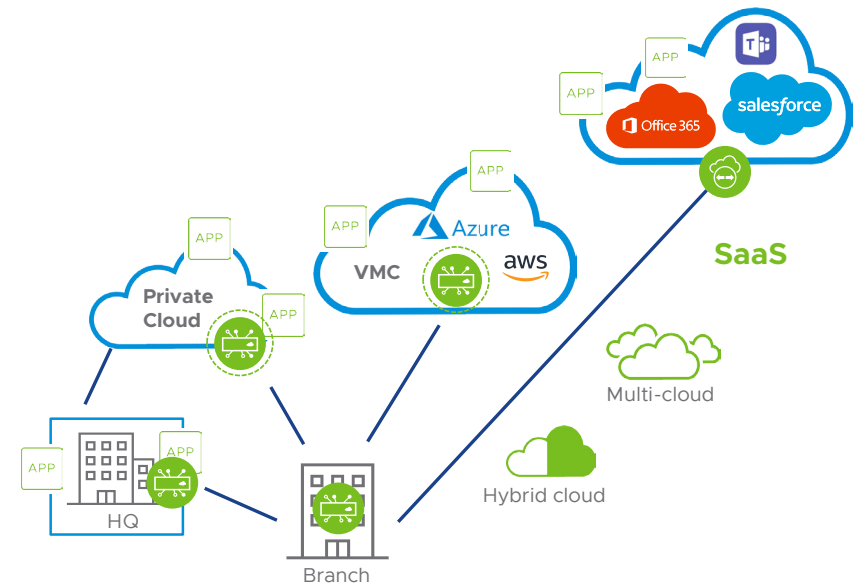 APP
APP
salesforce
Office 365
APP
APP
Azure
VMC
aws
APP
SaaS
Private
Cloud
APP
Multi-cloud
APP
APP
Hybrid cloud
HQ
Branch